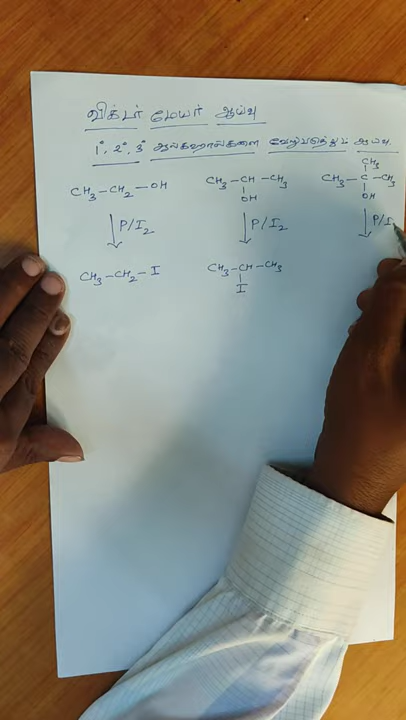 விக்டர் மேயர் ஆய்வு
1°, 2°, 3° ஆல்கஹால்களை வேறுபடுத்தும் ஆய்வு.
CH3-CH2-OH CH3-CH-CH3 CH3-C-CH3
OH CH3 OH
P/I2 P/I2 P/I
CH3-CH2-I CH3-CH-CH3
I